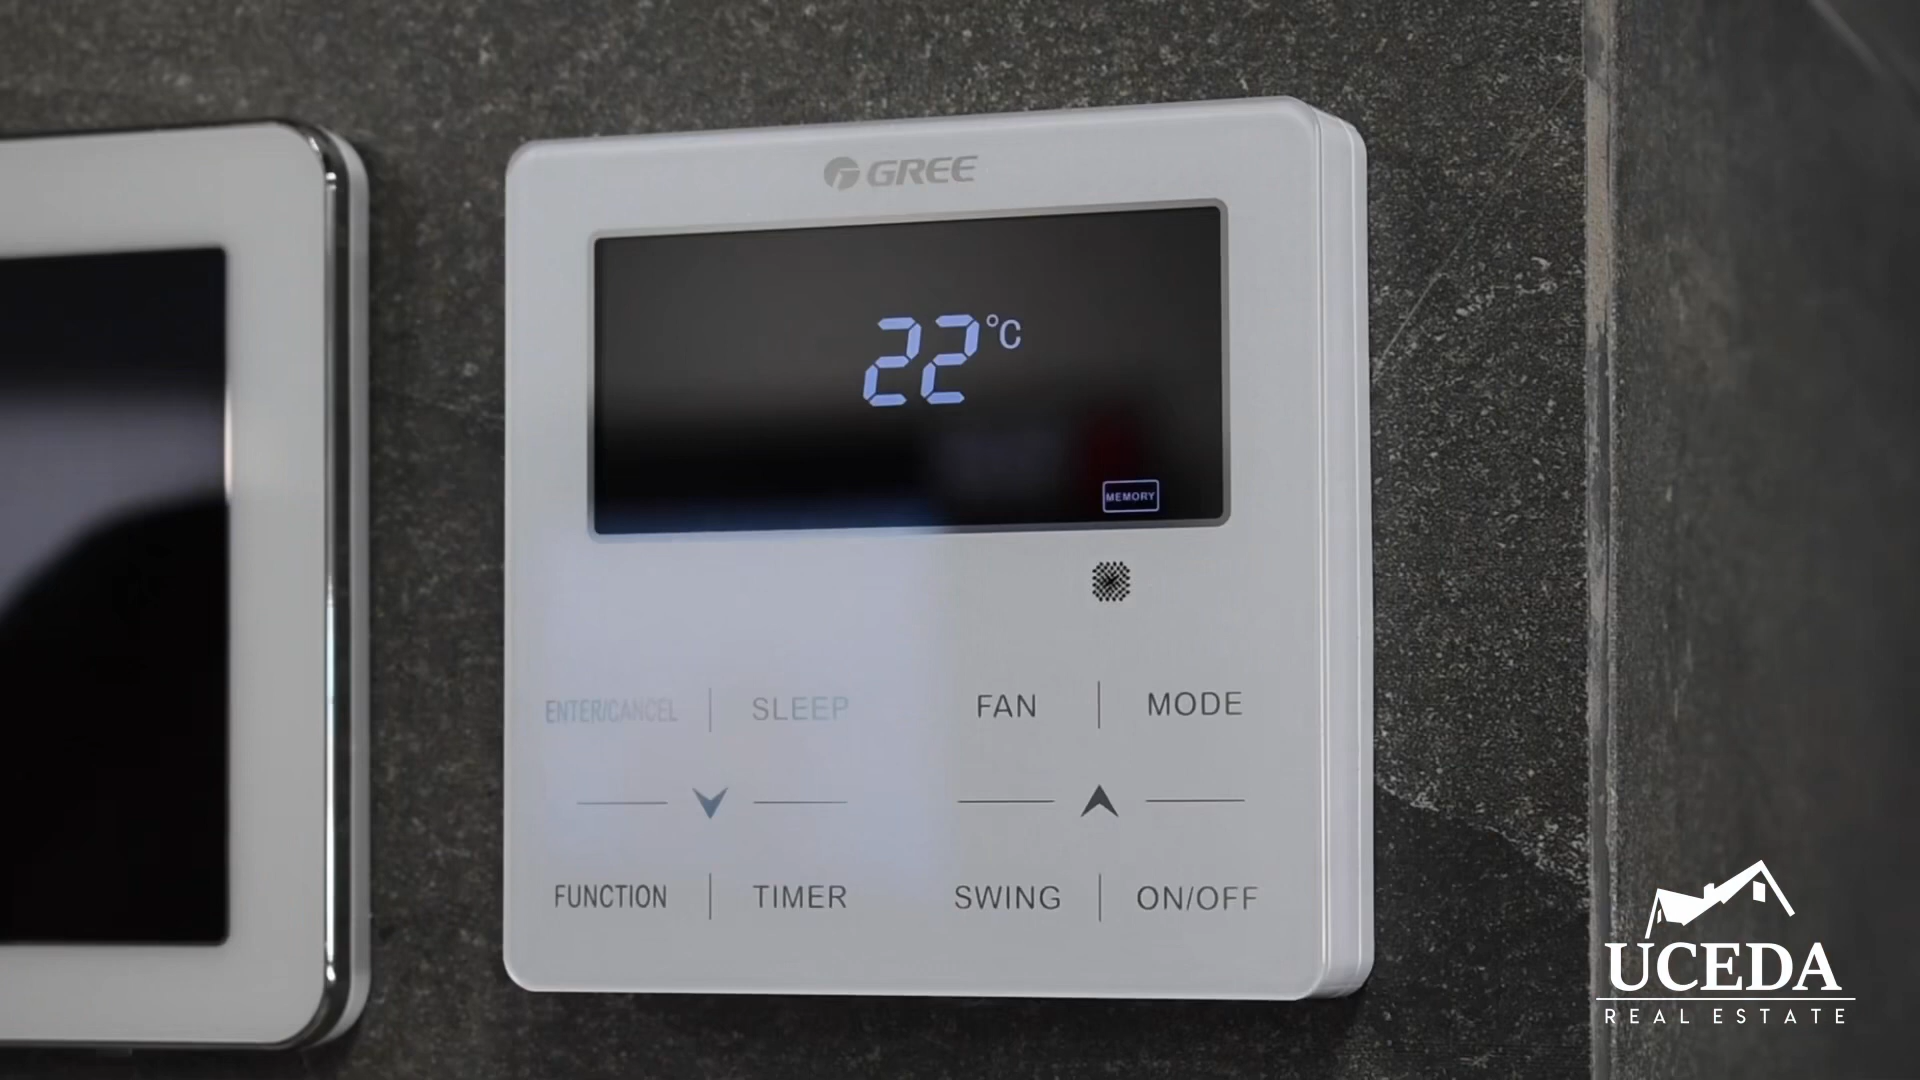 GREE
22°C
MEMORY
ENTER/CANCEL SLEEP FAN MODE
FUNCTION TIMER SWING ON/OFF
UCEDA
REAL ESTATE